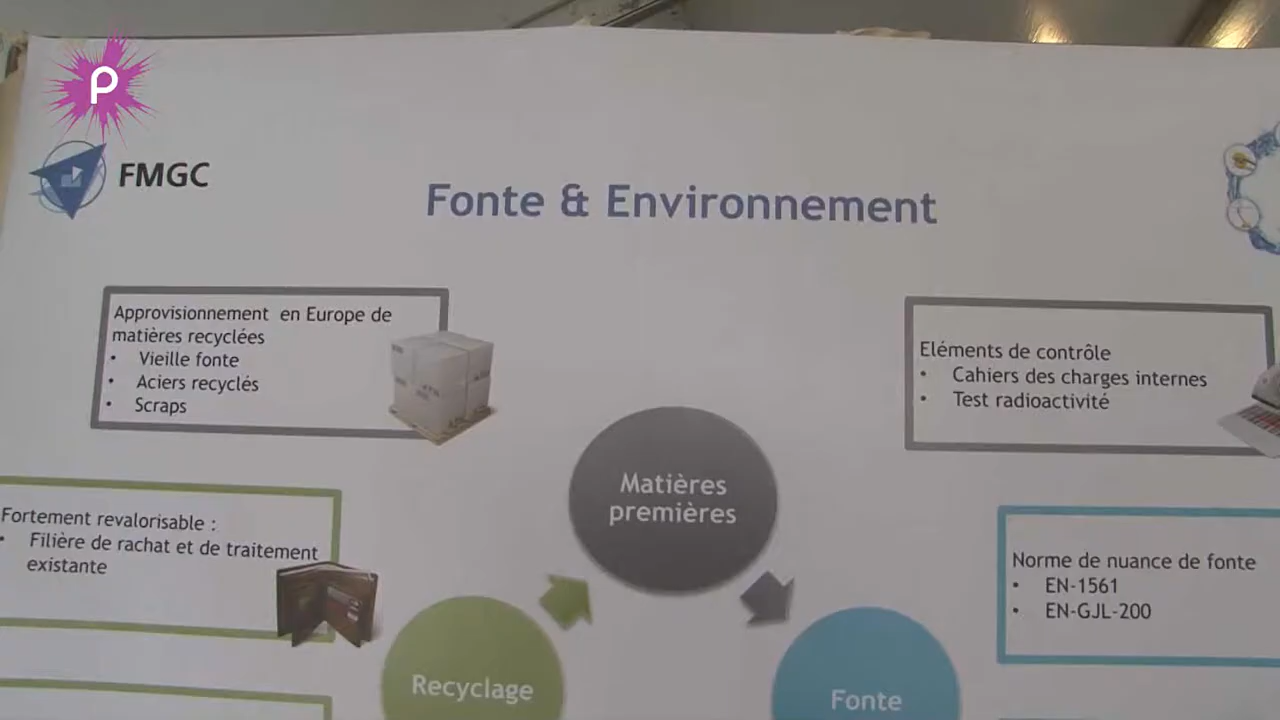 P
FMGC
Fonte & Environnement
Approvisionnement en Europe de
matières recyclées
• Vieille fonte
• Aciers recyclés
• Scraps
Eléments de contrôle
• Cahiers des charges internes
• Test radioactivité
Matières
premières
Fortement revalorisable :
• Filière de rachat et de traitement
existante
Norme de nuance de fonte
• EN-1561
• EN-GJL-200
Recyclage
Fonte